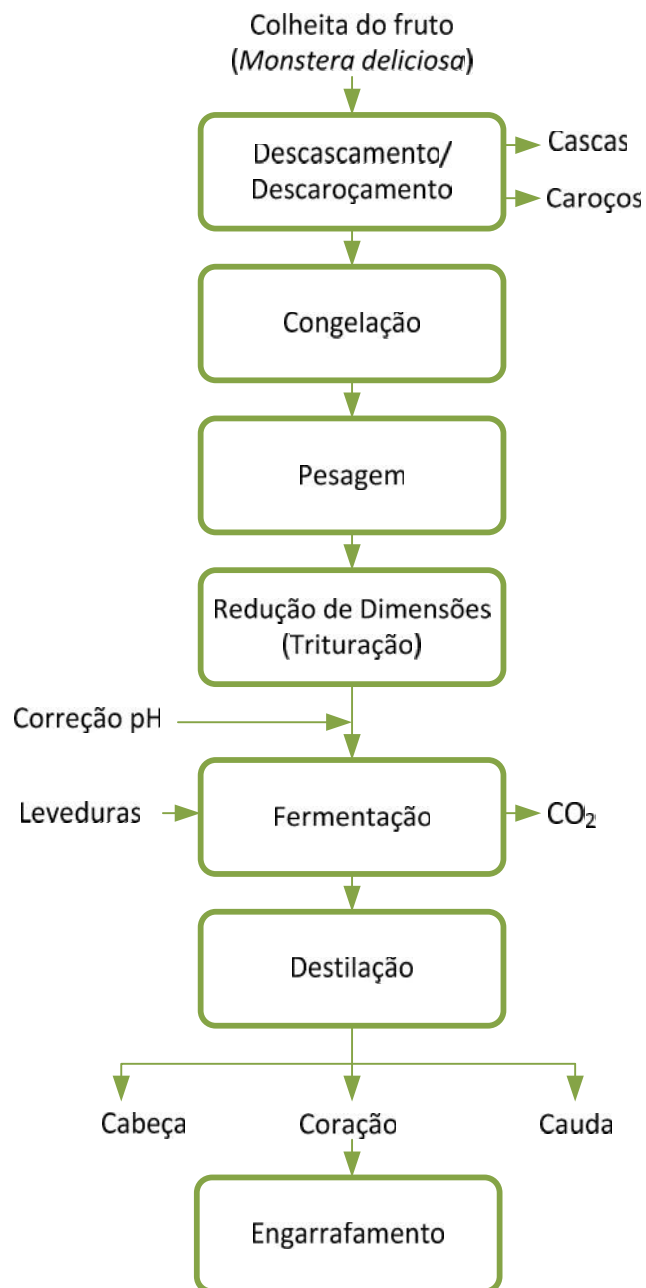 Colheita do fruto
(Monstera deliciosa)
Descascamento/
Descaroçamento
Cascas
Caroços
Congelação
Pesagem
Redução de Dimensões
(Trituração)
Correção pH
Leveduras
Fermentação
CO₂
Destilação
Cabeça
Coração
Cauda
Engarrafamento